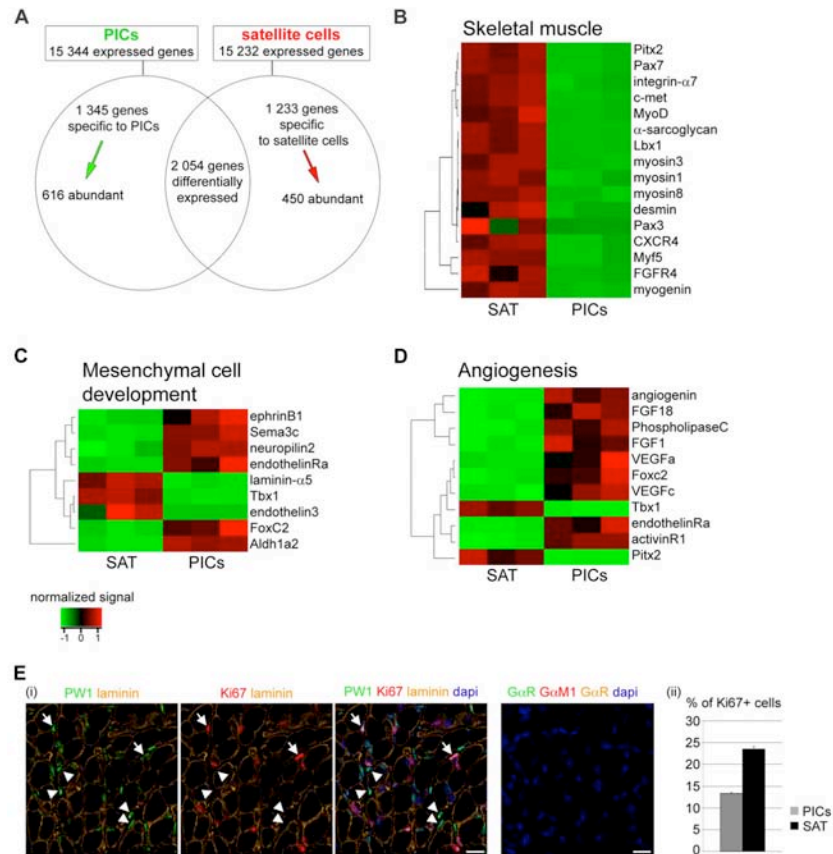 A
PICs
15 344 expressed genes
satellite cells
15 232 expressed genes
1 345 genes
specific to PICs
616 abundant
2 054 genes
differentially
expressed
1 233 genes
specific
to satellite cells
450 abundant
B
Skeletal muscle
Pitx2
Pax7
integrin-α7
c-met
MyoD
α-sarcoglycan
Lbx1
myosin3
myosin1
myosin8
desmin
Pax3
CXCR4
Myf5
FGFR4
myogenin
SAT PICs
C
Mesenchymal cell
development
ephrinB1
Sema3c
neuropilin2
endothelinRa
laminin-α5
Tbx1
endothelin3
FoxC2
Aldh1a2
SAT PICs
normalized signal
-1 0 1
D
Angiogenesis
angiogenin
FGF18
PhospholipaseC
FGF1
VEGFa
Foxc2
VEGFc
Tbx1
endothelinRa
activinR1
Pitx2
SAT PICs
E
(i)
PW1 laminin
Ki67 laminin
PW1 Ki67 laminin dapi
GαR GαM1 GαR dapi
(ii)
% of Ki67+ cells
30
25
20
15
10
5
0
PICs
SAT